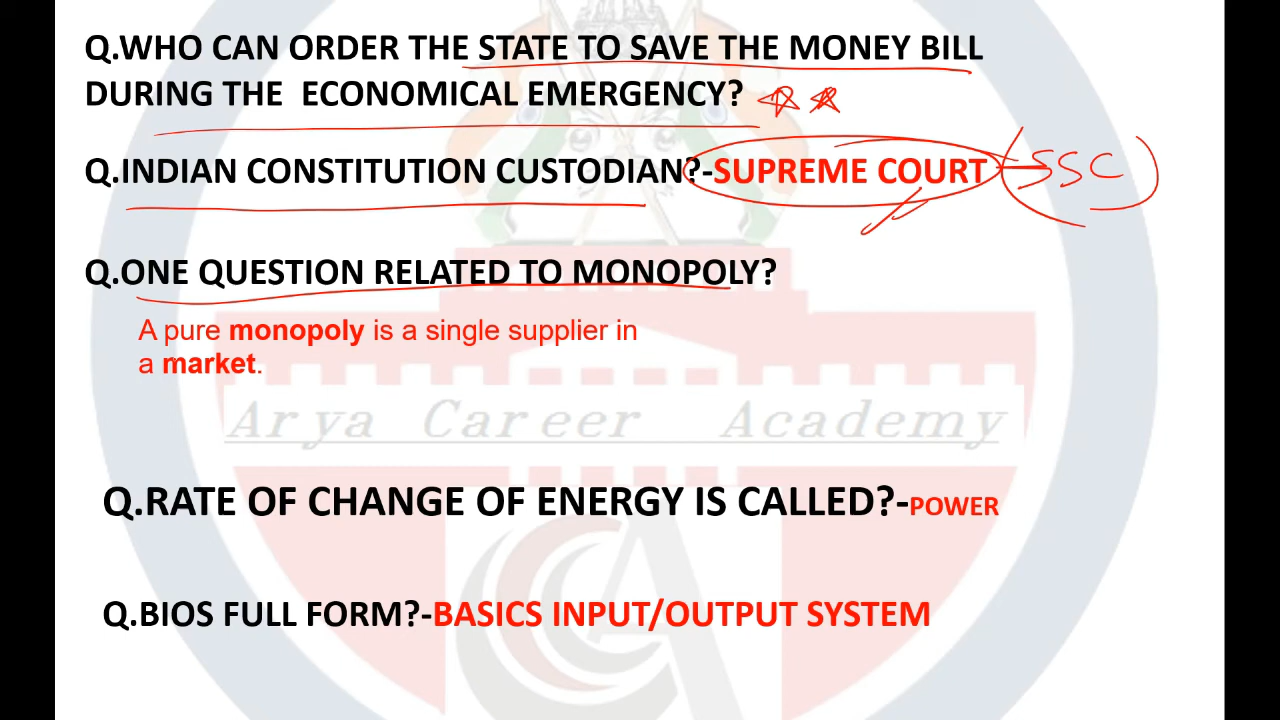 Q.WHO CAN ORDER THE STATE TO SAVE THE MONEY BILL
DURING THE ECONOMICAL EMERGENCY?
Q.INDIAN CONSTITUTION CUSTODIAN?-SUPREME COURT (SSC)
Q.ONE QUESTION RELATED TO MONOPOLY?
A pure monopoly is a single supplier in
a market.
Arya Career Academy
Q.RATE OF CHANGE OF ENERGY IS CALLED?-POWER
Q.BIOS FULL FORM?-BASICS INPUT/OUTPUT SYSTEM